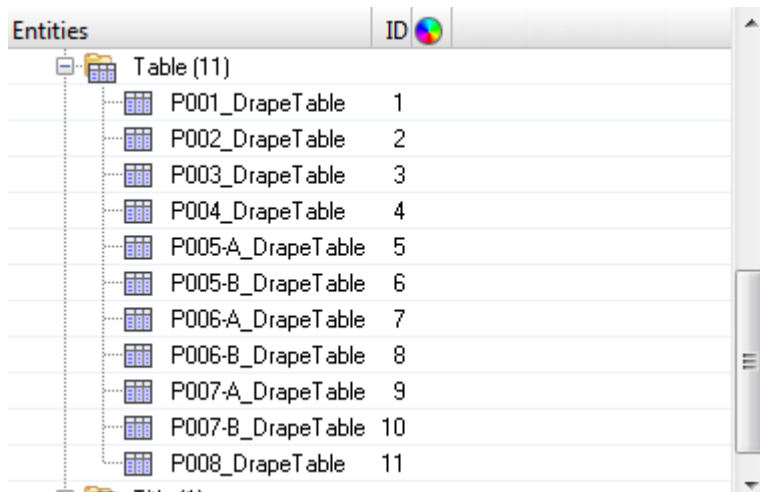 Entities ID
Table (11)
P001_DrapeTable 1
P002_DrapeTable 2
P003_DrapeTable 3
P004_DrapeTable 4
P005-A_DrapeTable 5
P005-B_DrapeTable 6
P006-A_DrapeTable 7
P006-B_DrapeTable 8
P007-A_DrapeTable 9
P007-B_DrapeTable 10
P008_DrapeTable 11